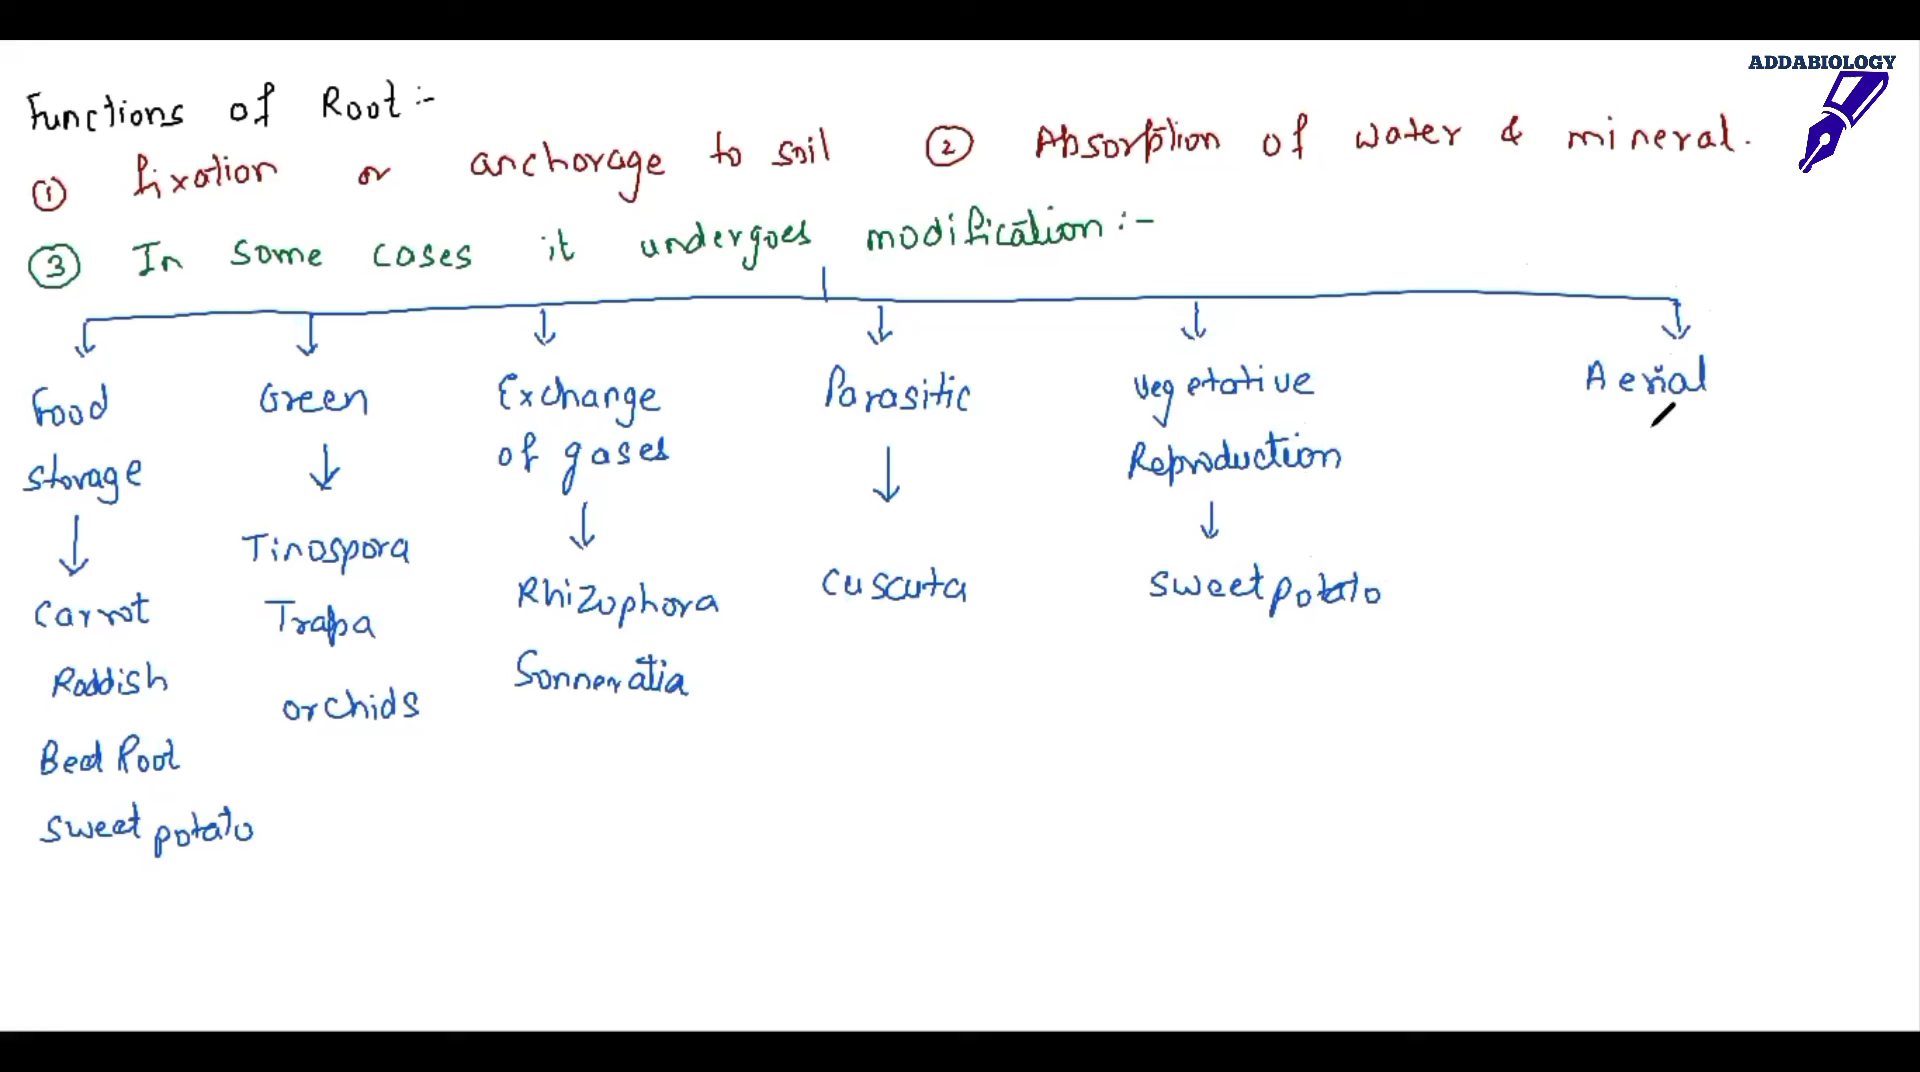 ADDABIOLOGY
Functions of Root:-
① fixation or anchorage to soil ② Absorption of water & mineral.
③ In some cases it undergoes modification:-
Food storage
Green
Exchange of gases
Parasitic
Vegetative Reproduction
Aerial
Carrot
Raddish
Beat Root
Sweet potato
Tinospora
Trapa
orchids
Rhizophora
Sonneratia
cuscuta
sweet potato